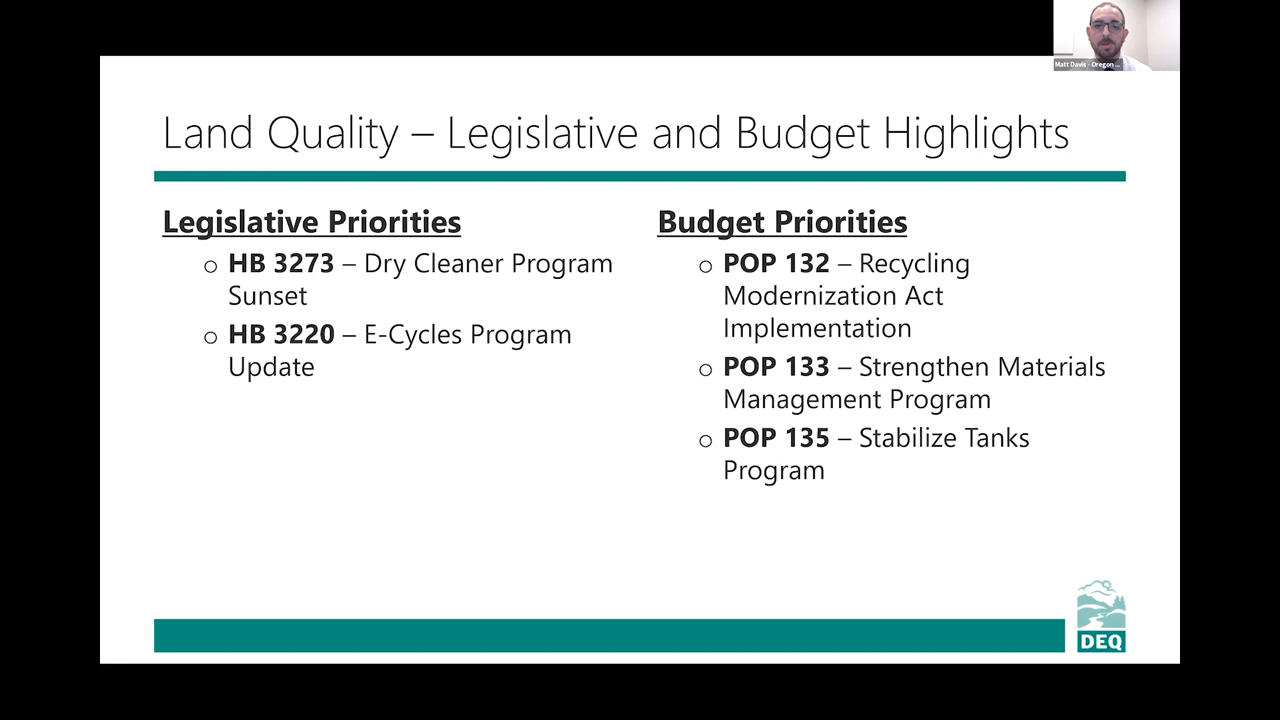 Matt Davis - Oregon ...
Land Quality – Legislative and Budget Highlights
Legislative Priorities
o HB 3273 – Dry Cleaner Program
Sunset
o HB 3220 – E-Cycles Program
Update
Budget Priorities
o POP 132 – Recycling
Modernization Act
Implementation
o POP 133 – Strengthen Materials
Management Program
o POP 135 – Stabilize Tanks
Program
DEQ